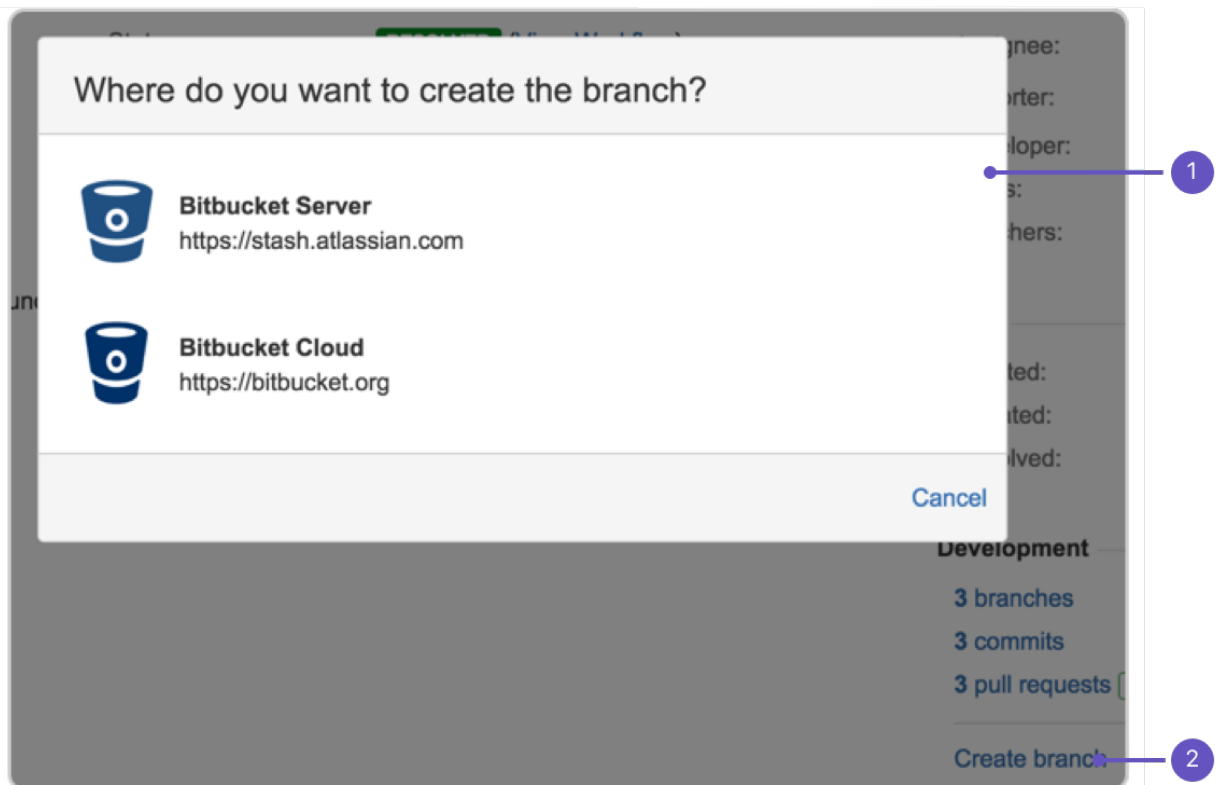 Where do you want to create the branch?
Bitbucket Server
https://stash.atlassian.com
Bitbucket Cloud
https://bitbucket.org
Cancel
1
Development
3 branches
3 commits
3 pull requests
Create branch
2